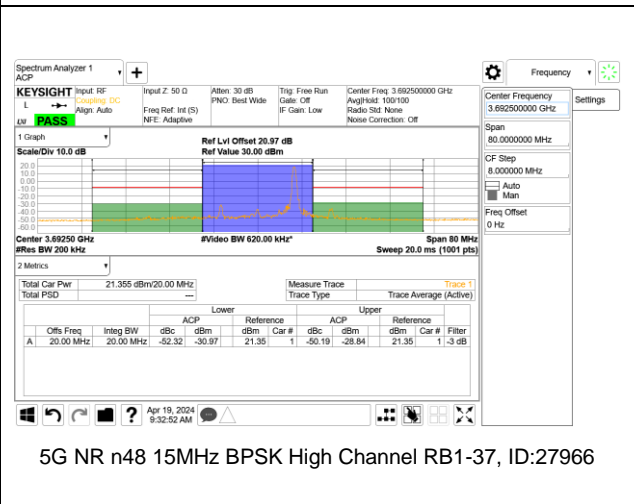 Spectrum Analyzer 1
ACP
Frequency
KEYSIGHT
L
LXI
PASS
Input: RF
Coupling: DC
Align: Auto
Input Z: 50 Ω
Freq Ref: Int (S)
NFE: Adaptive
Atten: 30 dB
PNO: Best Wide
Trig: Free Run
Gate: Off
IF Gain: Low
Center Freq: 3.692500000 GHz
Avg|Hold: 100/100
Radio Std: None
Noise Correction: Off
Center Frequency
3.692500000 GHz
Settings
Span
80.0000000 MHz
CF Step
8.000000 MHz
Auto
Man
Freq Offset
0 Hz
1 Graph
Scale/Div 10.0 dB
Ref Lvl Offset 20.97 dB
Ref Value 30.00 dBm
20.0
10.0
0.00
-10.0
-20.0
-30.0
-40.0
-50.0
-60.0
Center 3.69250 GHz
#Video BW 620.00 kHz*
Span 80 MHz
#Res BW 200 kHz
Sweep 20.0 ms (1001 pts)
2 Metrics
Total Car Pwr 21.355 dBm/20.00 MHz
Total PSD ---
Measure Trace Trace 1
Trace Type Trace Average (Active)
Lower Upper
ACP Reference ACP Reference
Offs Freq Integ BW dBc dBm dBm Car # dBc dBm dBm Car # Filter
A 20.00 MHz 20.00 MHz -52.32 -30.97 21.35 1 -50.19 -28.84 21.35 1 -3 dB
Apr 19, 2024
9:32:52 AM
5G NR n48 15MHz BPSK High Channel RB1-37, ID:27966